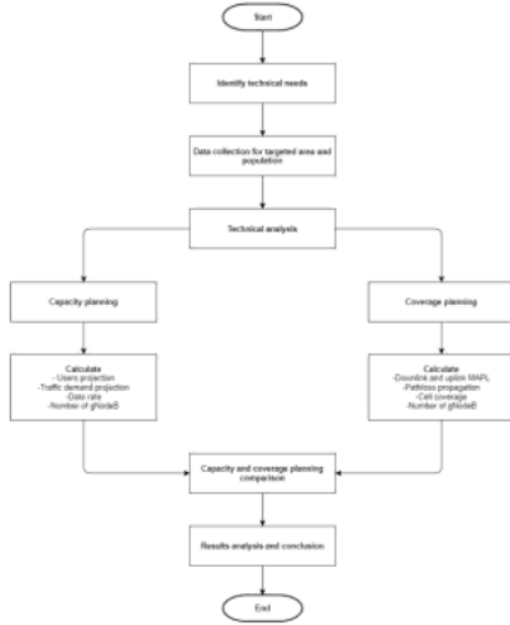 Start
Identify technical needs
Data collection for targeted area and
population
Technical analysis
Capacity planning
Coverage planning
Calculate
- Users projection
-Traffic demand projection
-Data rate
-Number of gNodeB
Calculate
-Downlink and uplink MAPL
-Pathloss propagation
-Cell coverage
-Number of gNodeB
Capacity and coverage planning
comparison
Results analysis and conclusion
End